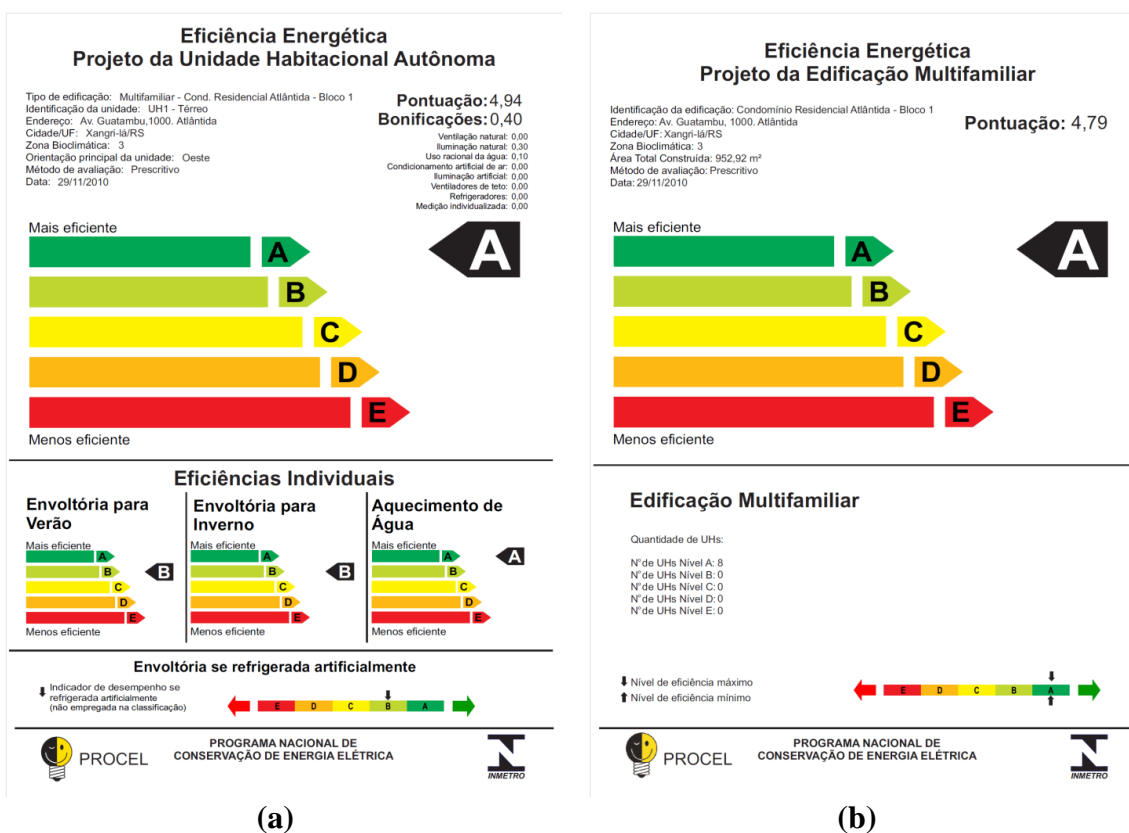 Eficiência Energética
Projeto da Unidade Habitacional Autônoma
Tipo de edificação: Multifamiliar - Cond. Residencial Atlântida - Bloco 1
Identificação da unidade: UH1 - Térreo
Endereço: Av. Guatambu,1000. Atlântida
Cidade/UF: Xangri-lá/RS
Zona Bioclimática: 3
Orientação principal da unidade: Oeste
Método de avaliação: Prescritivo
Data: 29/11/2010
Pontuação: 4,94
Bonificações: 0,40
Ventilação natural: 0,00
Iluminação natural: 0,30
Uso racional da água: 0,10
Condicionamento artificial de ar: 0,00
Iluminação artificial: 0,00
Ventiladores de teto: 0,00
Refrigeradores: 0,00
Medição individualizada: 0,00
Mais eficiente
A
A
B
C
D
E
Menos eficiente
Eficiências Individuais
Envoltória para
Verão
Mais eficiente
A
B
B
C
D
E
Menos eficiente
Envoltória para
Inverno
Mais eficiente
A
B
B
C
D
E
Menos eficiente
Aquecimento de
Água
Mais eficiente
A
A
B
C
D
E
Menos eficiente
Envoltória se refrigerada artificialmente
Indicador de desempenho se
refrigerada artificialmente
(não empregada na classificação)
E D C B A
PROCEL
PROGRAMA NACIONAL DE
CONSERVAÇÃO DE ENERGIA ELÉTRICA
INMETRO
(a)
Eficiência Energética
Projeto da Edificação Multifamiliar
Identificação da edificação: Condomínio Residencial Atlântida - Bloco 1
Endereço: Av. Guatambu,1000. Atlântida
Cidade/UF: Xangri-lá/RS
Zona Bioclimática: 3
Área Total Construída: 952,92 m²
Método de avaliação: Prescritivo
Data: 29/11/2010
Pontuação: 4,79
Mais eficiente
A
A
B
C
D
E
Menos eficiente
Edificação Multifamiliar
Quantidade de UHs:
N° de UHs Nível A: 8
N° de UHs Nível B: 0
N° de UHs Nível C: 0
N° de UHs Nível D: 0
N° de UHs Nível E: 0
Nível de eficiência máximo
Nível de eficiência mínimo
E D C B A
PROCEL
PROGRAMA NACIONAL DE
CONSERVAÇÃO DE ENERGIA ELÉTRICA
INMETRO
(b)